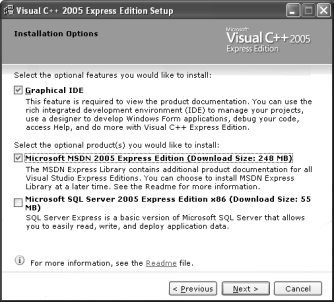 Visual C++ 2005 Express Edition Setup
Installation Options
Microsoft
Visual C++ 2005
Express Edition
Select the optional features you would like to install:
Graphical IDE
This feature is required to view the product documentation. You can use the
rich integrated development environment (IDE) to manage your projects,
use a designer to develop Windows Form applications, debug your code,
access Help, and do more with Visual C++ Express Edition.
Select the optional product(s) you would like to install:
Microsoft MSDN 2005 Express Edition (Download Size: 248 MB)
The MSDN Express Library contains additional product documentation for all
Visual Studio Express Editions. You can choose to install MSDN Express
Library at a later time. See the Readme for more information.
Microsoft SQL Server 2005 Express Edition x86 (Download Size: 55
MB)
SQL Server Express is a basic version of Microsoft SQL Server that allows
you to easily read, write, and deploy application data.
For more information, see the Readme file.
< Previous
Next >
Cancel